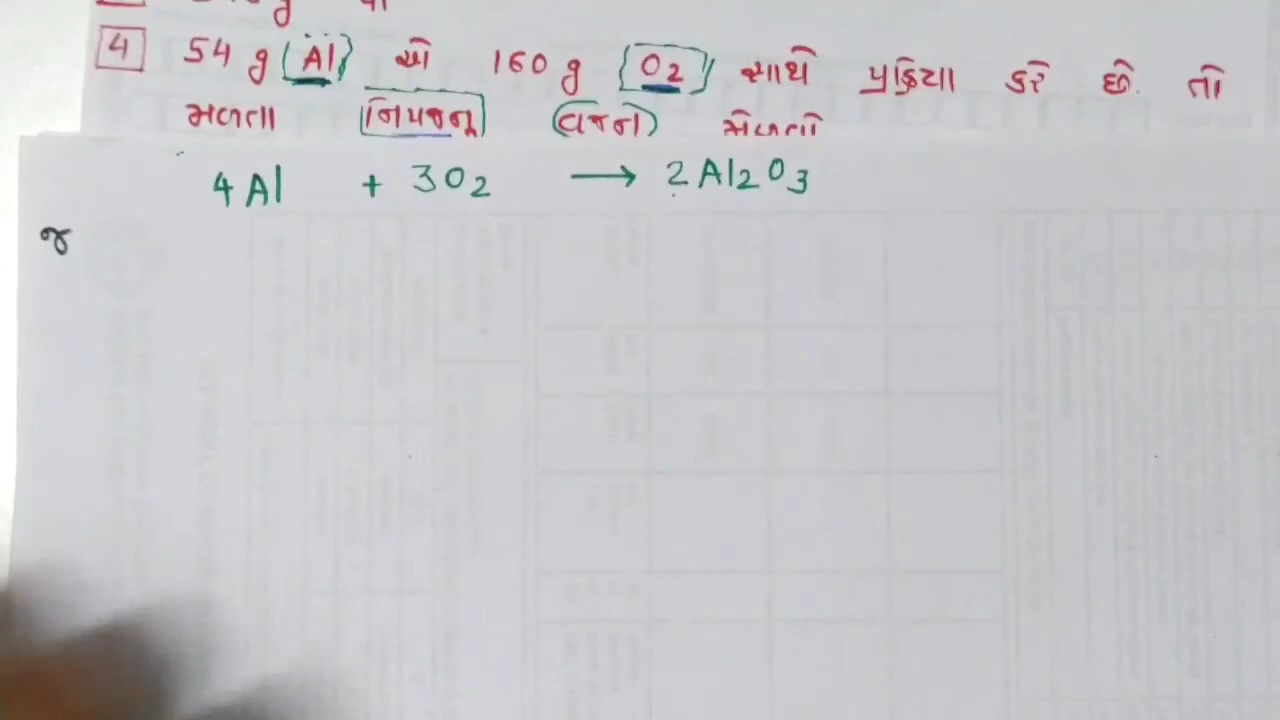 4 54 g Al એ 160 g O2 સાથે પ્રક્રિયા કરે છે. તો
મળતા નિપજનુ વજન મેળવો
4Al + 3O2 → 2Al2O3
જ